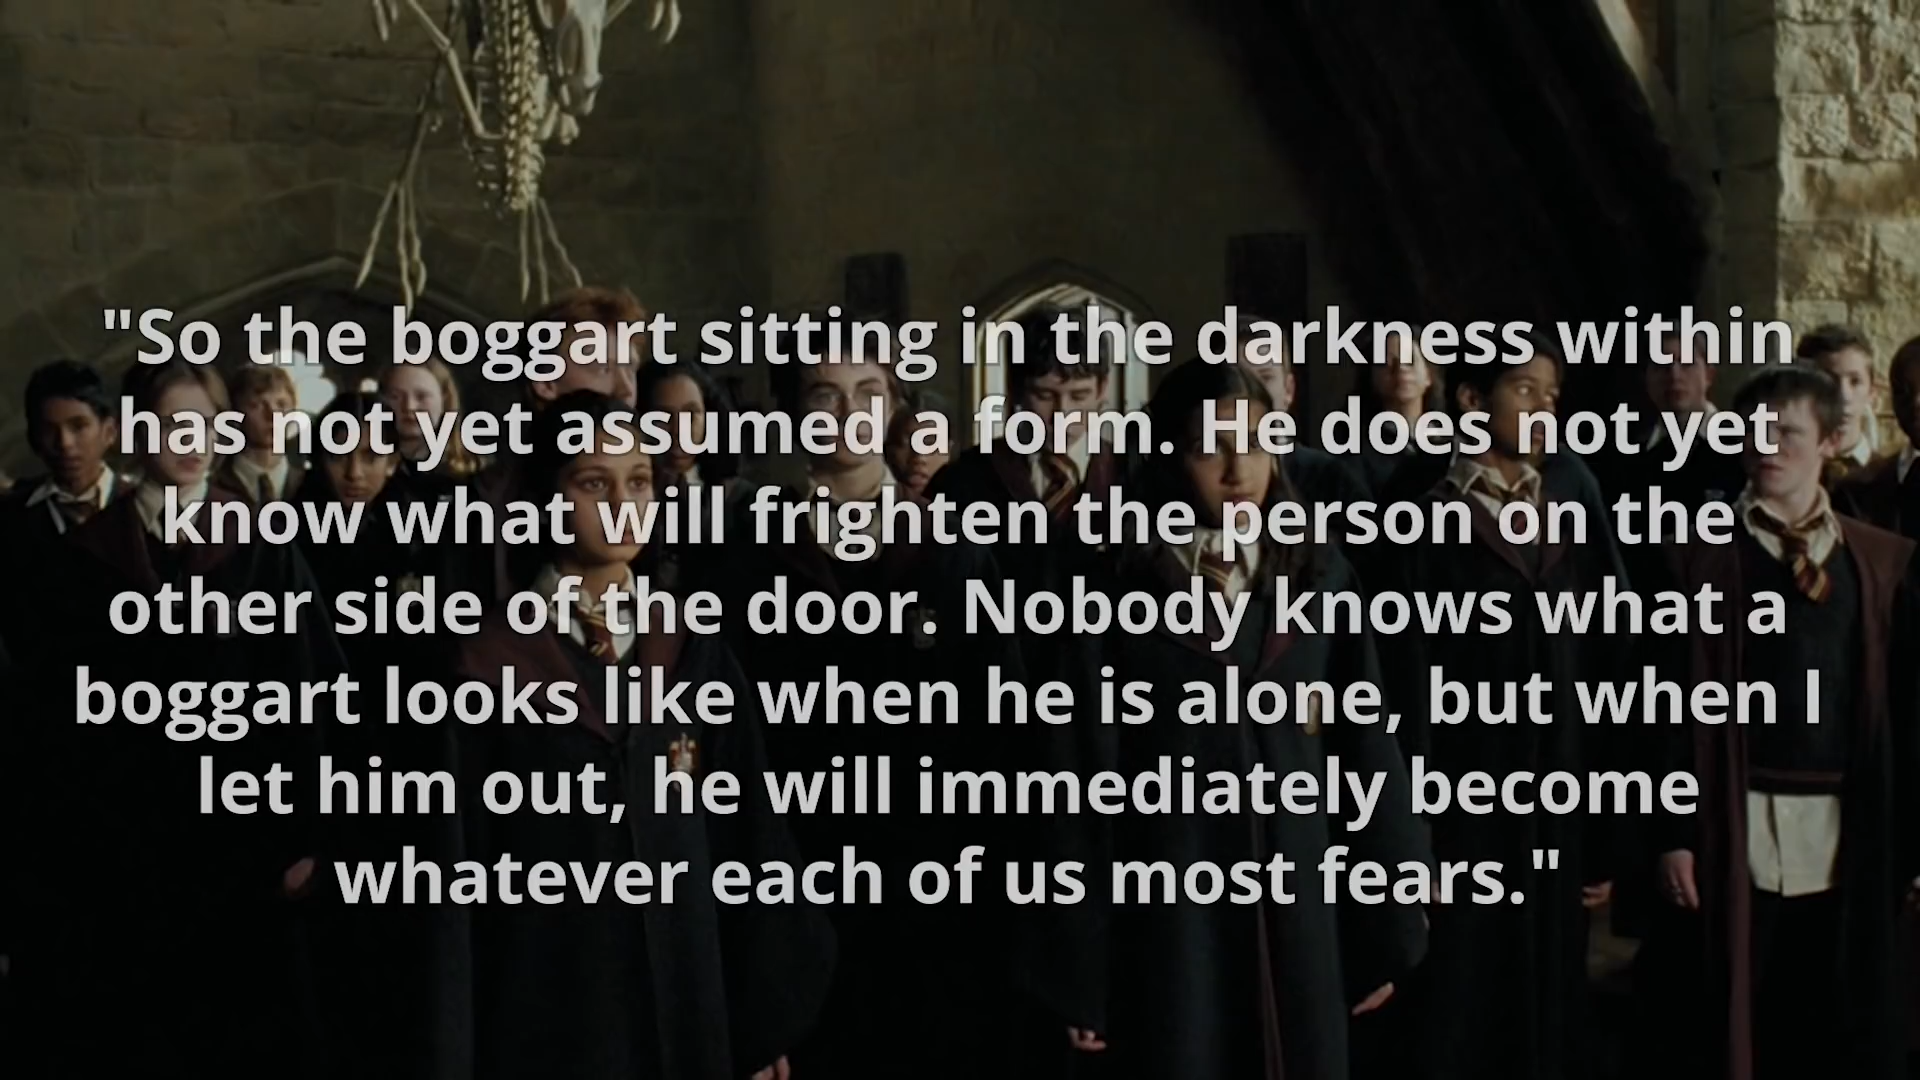 "So the boggart sitting in the darkness within
has not yet assumed a form. He does not yet
know what will frighten the person on the
other side of the door. Nobody knows what a
boggart looks like when he is alone, but when I
let him out, he will immediately become
whatever each of us most fears."